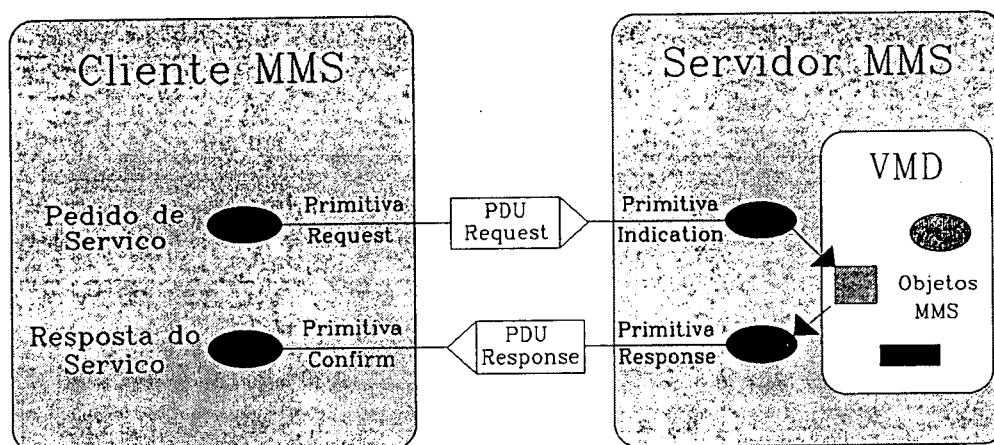 Cliente MMS
Servidor MMS
VMD
Pedido de
Servico
Primitiva
Request
PDU
Request
Primitiva
Indication
Objetos
MMS
Resposta do
Servico
Primitiva
Confirm
PDU
Response
Primitiva
Response